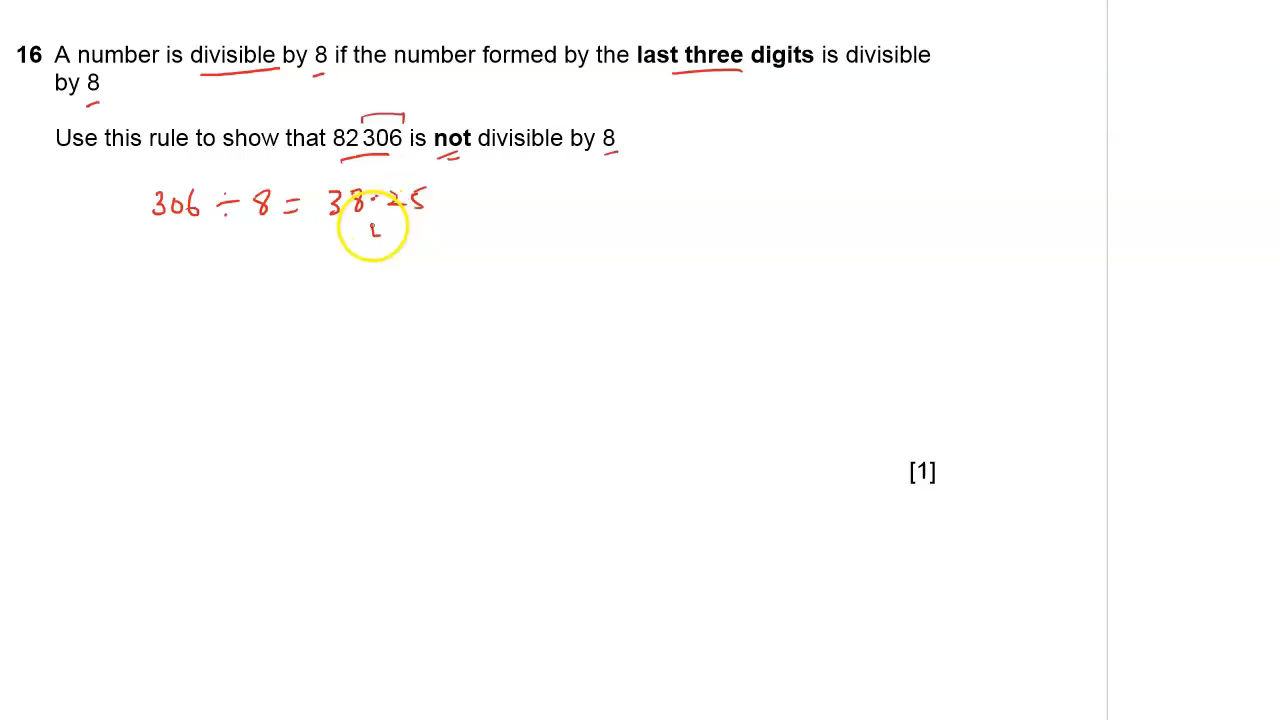 16 A number is divisible by 8 if the number formed by the last three digits is divisible
by 8
Use this rule to show that 82 306 is not divisible by 8
306 ÷ 8 = 38.25
[1]